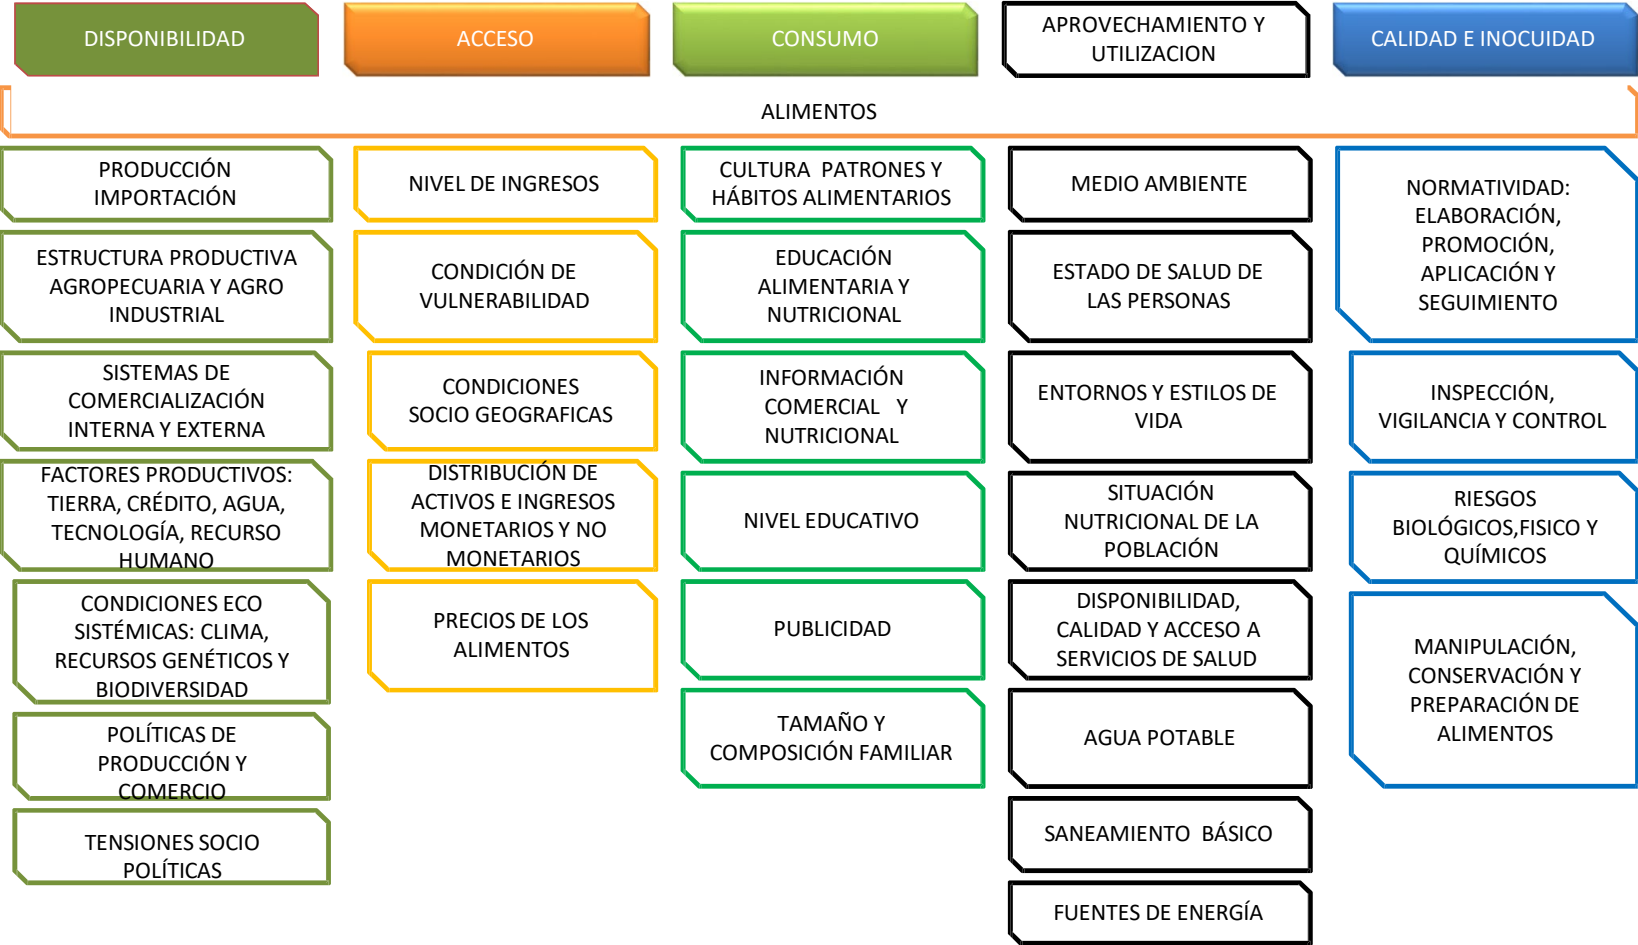 DISPONIBILIDAD
ACCESO
CONSUMO
APROVECHAMIENTO Y
UTILIZACION
CALIDAD E INOCUIDAD
ALIMENTOS
PRODUCCIÓN
IMPORTACIÓN
ESTRUCTURA PRODUCTIVA
AGROPECUARIA Y AGRO
INDUSTRIAL
SISTEMAS DE
COMERCIALIZACIÓN
INTERNA Y EXTERNA
FACTORES PRODUCTIVOS:
TIERRA, CRÉDITO, AGUA,
TECNOLOGÍA, RECURSO
HUMANO
CONDICIONES ECO
SISTÉMICAS: CLIMA,
RECURSOS GENÉTICOS Y
BIODIVERSIDAD
POLÍTICAS DE
PRODUCCIÓN Y
COMERCIO
TENSIONES SOCIO
POLÍTICAS
NIVEL DE INGRESOS
CONDICIÓN DE
VULNERABILIDAD
CONDICIONES
SOCIO GEOGRAFICAS
DISTRIBUCIÓN DE
ACTIVOS E INGRESOS
MONETARIOS Y NO
MONETARIOS
PRECIOS DE LOS
ALIMENTOS
CULTURA PATRONES Y
HÁBITOS ALIMENTARIOS
EDUCACIÓN
ALIMENTARIA Y
NUTRICIONAL
INFORMACIÓN
COMERCIAL Y
NUTRICIONAL
NIVEL EDUCATIVO
PUBLICIDAD
TAMAÑO Y
COMPOSICIÓN FAMILIAR
MEDIO AMBIENTE
ESTADO DE SALUD DE
LAS PERSONAS
ENTORNOS Y ESTILOS DE
VIDA
SITUACIÓN
NUTRICIONAL DE LA
POBLACIÓN
DISPONIBILIDAD,
CALIDAD Y ACCESO A
SERVICIOS DE SALUD
AGUA POTABLE
SANEAMIENTO BÁSICO
FUENTES DE ENERGÍA
NORMATIVIDAD:
ELABORACIÓN,
PROMOCIÓN,
APLICACIÓN Y
SEGUIMIENTO
INSPECCIÓN,
VIGILANCIA Y CONTROL
RIESGOS
BIOLÓGICOS,FISICO Y
QUÍMICOS
MANIPULACIÓN,
CONSERVACIÓN Y
PREPARACIÓN DE
ALIMENTOS